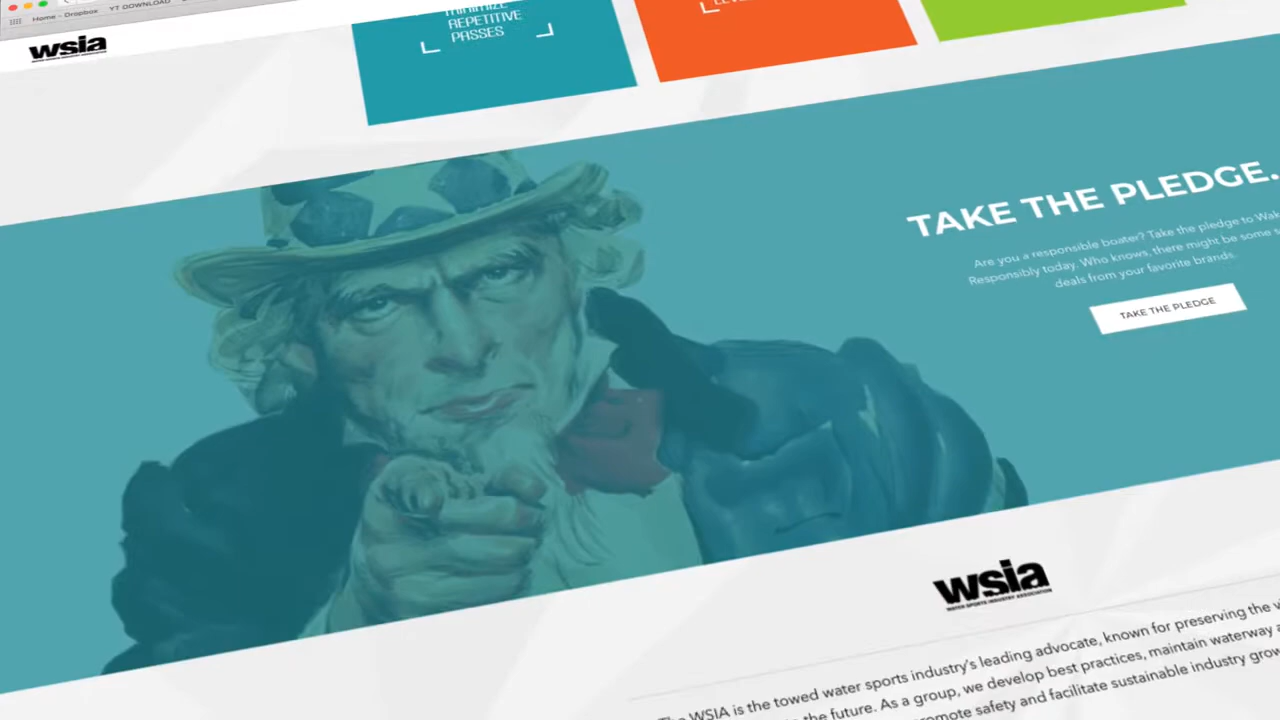 Home - Dropbox
YT DOWNLOAD
wsia
REPETITIVE
PASSES
TAKE THE PLEDGE.
Are you a responsible boater? Take the pledge to
Responsibly today. Who knows, there might be some
deals from your favorite brands.
TAKE THE PLEDGE
wsia
WATER SPORTS INDUSTRY ASSOCIATION
The WSIA is the towed water sports industry's leading advocate, known for preserving the
the future. As a group, we develop best practices, maintain waterway
promote safety and facilitate sustainable industry